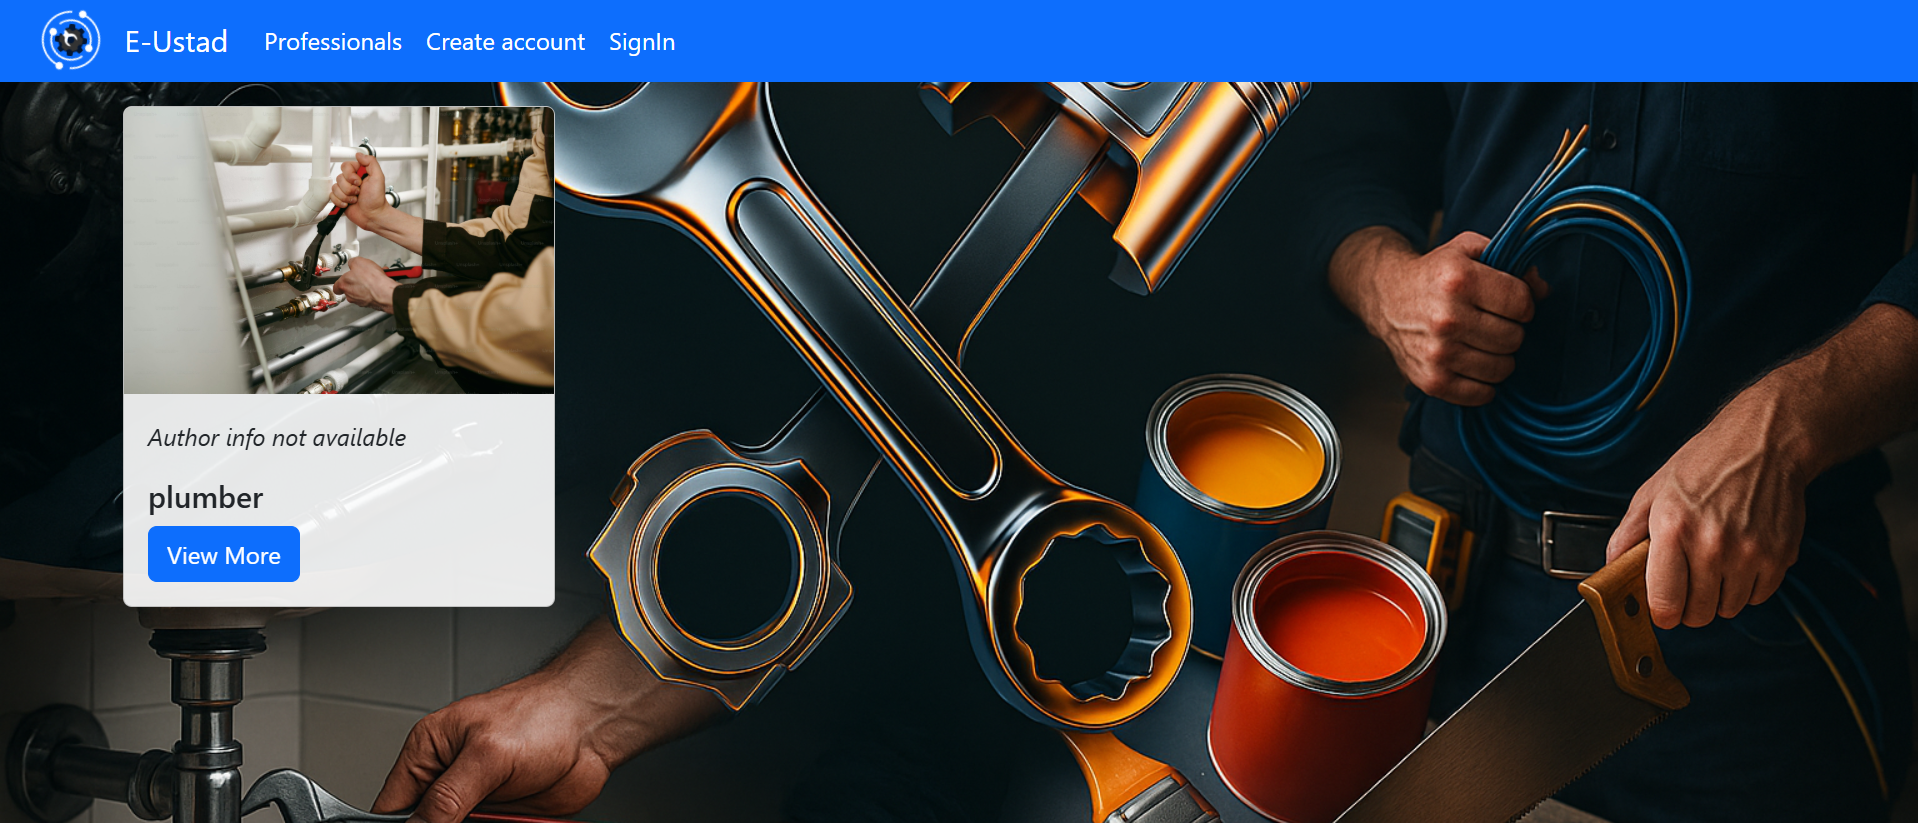 E-Ustad Professionals Create account SignIn
Author info not available
plumber
View More